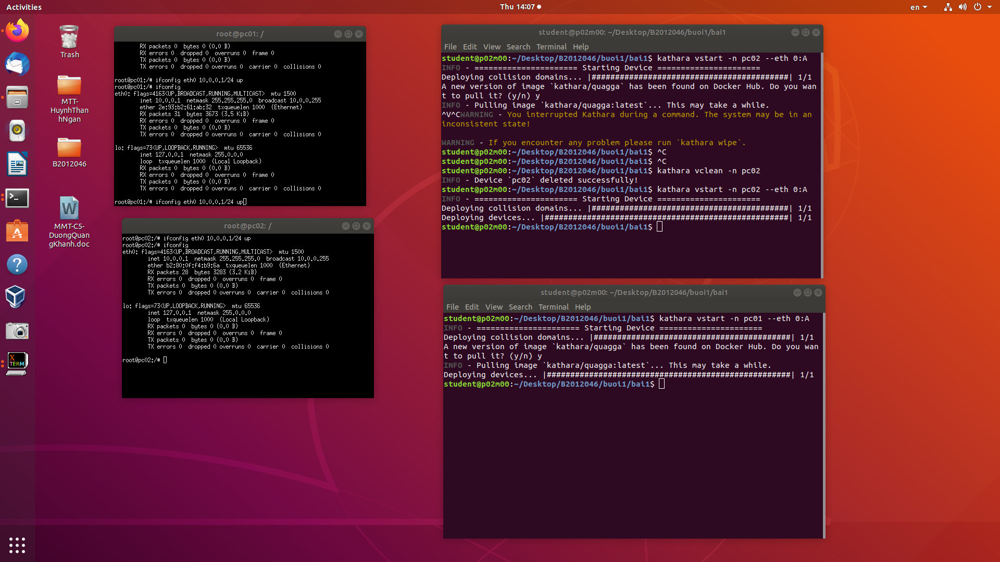 Activities
Thu 14:07
en
Trash
MTT-
HuynhThan
hNgan
B2012046
W
MMT-C5-
DuongQuan
gKhanh.doc
X
TERM
root@pc01: /
RX packets 0  bytes 0 (0.0 B)
RX errors 0  dropped 0  overruns 0  frame 0
TX packets 0  bytes 0 (0.0 B)
TX errors 0  dropped 0 overruns 0  carrier 0  collisions 0
root@pc01:/# ifconfig eth0 10.0.0.1/24 up
root@pc01:/# ifconfig
eth0: flags=4163<UP,BROADCAST,RUNNING,MULTICAST>  mtu 1500
inet 10.0.0.1  netmask 255.255.255.0  broadcast 10.0.0.255
ether 2e:93:b2:61:ab:32  txqueuelen 1000  (Ethernet)
RX packets 31  bytes 3673 (3.5 KiB)
RX errors 0  dropped 0  overruns 0  frame 0
TX packets 0  bytes 0 (0.0 B)
TX errors 0  dropped 0 overruns 0  carrier 0  collisions 0
lo: flags=73<UP,LOOPBACK,RUNNING>  mtu 65536
inet 127.0.0.1  netmask 255.0.0.0
loop  txqueuelen 1000  (Local Loopback)
RX packets 0  bytes 0 (0.0 B)
RX errors 0  dropped 0  overruns 0  frame 0
TX packets 0  bytes 0 (0.0 B)
TX errors 0  dropped 0 overruns 0  carrier 0  collisions 0
root@pc01:/# ifconfig eth0 10.0.0.1/24 up
root@pc02: /
root@pc02:/# ifconfig eth0 10.0.0.1/24 up
root@pc02:/# ifconfig
eth0: flags=4163<UP,BROADCAST,RUNNING,MULTICAST>  mtu 1500
inet 10.0.0.1  netmask 255.255.255.0  broadcast 10.0.0.255
ether b2:80:0f:f4:b9:6a  txqueuelen 1000  (Ethernet)
RX packets 28  bytes 3283 (3.2 KiB)
RX errors 0  dropped 0  overruns 0  frame 0
TX packets 0  bytes 0 (0.0 B)
TX errors 0  dropped 0 overruns 0  carrier 0  collisions 0
lo: flags=73<UP,LOOPBACK,RUNNING>  mtu 65536
inet 127.0.0.1  netmask 255.0.0.0
loop  txqueuelen 1000  (Local Loopback)
RX packets 0  bytes 0 (0.0 B)
RX errors 0  dropped 0  overruns 0  frame 0
TX packets 0  bytes 0 (0.0 B)
TX errors 0  dropped 0 overruns 0  carrier 0  collisions 0
root@pc02:/#
student@p02m00: ~/Desktop/B2012046/buoi1/bai1
File Edit View Search Terminal Help
student@p02m00:~/Desktop/B2012046/buoi1/bai1$ kathara vstart -n pc02 --eth 0:A
INFO - ====================== Starting Device ======================
Deploying collision domains... |##########################################| 1/1
A new version of image `kathara/quagga` has been found on Docker Hub. Do you wan
t to pull it? (y/n) y
INFO - Pulling image `kathara/quagga:latest`... This may take a while.
^V^CWARNING - You interrupted Kathara during a command. The system may be in an
inconsistent state!
WARNING - If you encounter any problem please run `kathara wipe`.
student@p02m00:~/Desktop/B2012046/buoi1/bai1$ ^C
student@p02m00:~/Desktop/B2012046/buoi1/bai1$ ^C
student@p02m00:~/Desktop/B2012046/buoi1/bai1$ kathara vclean -n pc02
INFO - Device `pc02` deleted successfully!
student@p02m00:~/Desktop/B2012046/buoi1/bai1$ kathara vstart -n pc02 --eth 0:A
INFO - ====================== Starting Device ======================
Deploying collision domains... |##########################################| 1/1
Deploying devices... |####################################################| 1/1
student@p02m00:~/Desktop/B2012046/buoi1/bai1$
student@p02m00: ~/Desktop/B2012046/buoi1/bai1
File Edit View Search Terminal Help
student@p02m00:~/Desktop/B2012046/buoi1/bai1$ kathara vstart -n pc01 --eth 0:A
INFO - ====================== Starting Device ======================
Deploying collision domains... |##########################################| 1/1
A new version of image `kathara/quagga` has been found on Docker Hub. Do you wan
t to pull it? (y/n) y
INFO - Pulling image `kathara/quagga:latest`... This may take a while.
Deploying devices... |####################################################| 1/1
student@p02m00:~/Desktop/B2012046/buoi1/bai1$